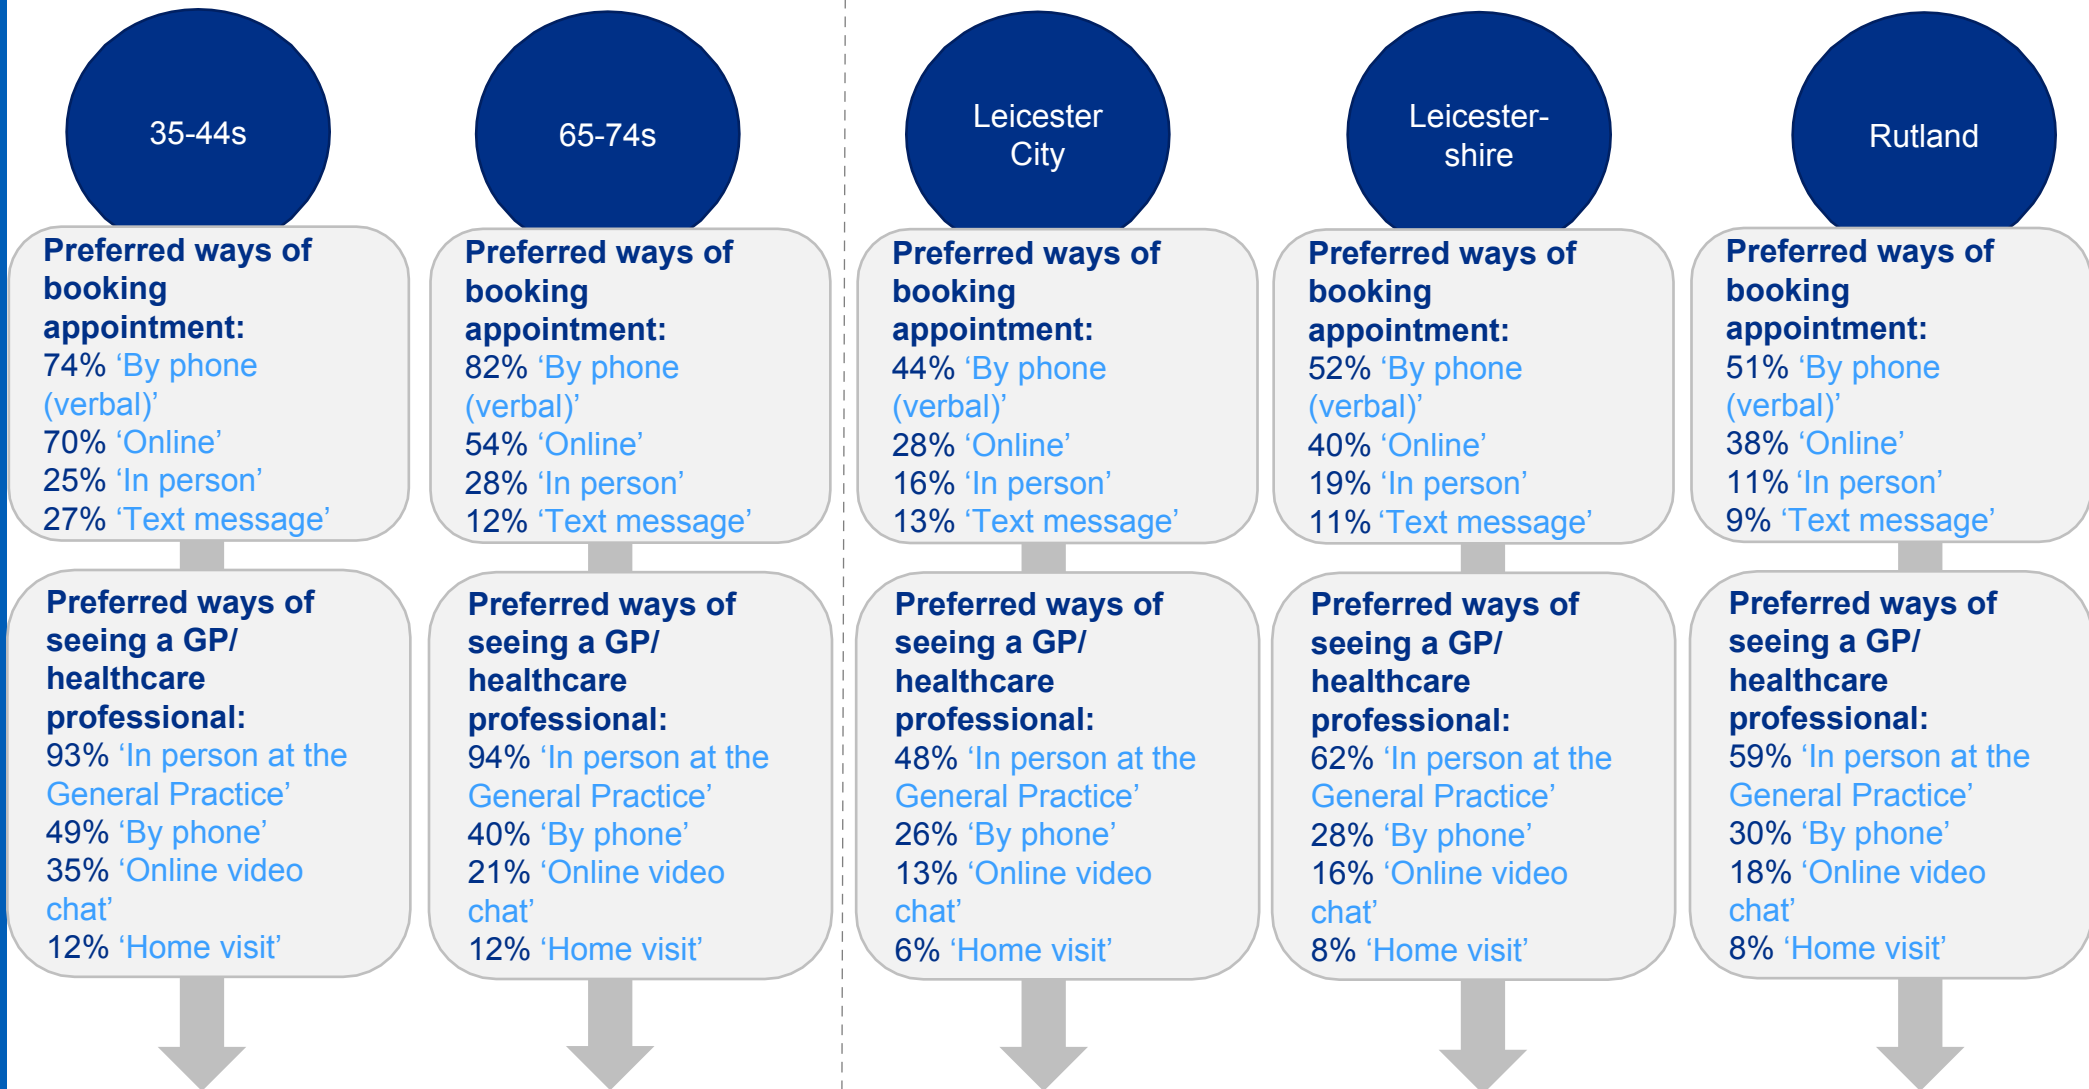 35-44s
Preferred ways of
booking
appointment:
74% ‘By phone
(verbal)’
70% ‘Online’
25% ‘In person’
27% ‘Text message’
Preferred ways of
seeing a GP/
healthcare
professional:
93% ‘In person at the
General Practice’
49% ‘By phone’
35% ‘Online video
chat’
12% ‘Home visit’
65-74s
Preferred ways of
booking
appointment:
82% ‘By phone
(verbal)’
54% ‘Online’
28% ‘In person’
12% ‘Text message’
Preferred ways of
seeing a GP/
healthcare
professional:
94% ‘In person at the
General Practice’
40% ‘By phone’
21% ‘Online video
chat’
12% ‘Home visit’
Leicester
City
Preferred ways of
booking
appointment:
44% ‘By phone
(verbal)’
28% ‘Online’
16% ‘In person’
13% ‘Text message’
Preferred ways of
seeing a GP/
healthcare
professional:
48% ‘In person at the
General Practice’
26% ‘By phone’
13% ‘Online video
chat’
6% ‘Home visit’
Leicester-
shire
Preferred ways of
booking
appointment:
52% ‘By phone
(verbal)’
40% ‘Online’
19% ‘In person’
11% ‘Text message’
Preferred ways of
seeing a GP/
healthcare
professional:
62% ‘In person at the
General Practice’
28% ‘By phone’
16% ‘Online video
chat’
8% ‘Home visit’
Rutland
Preferred ways of
booking
appointment:
51% ‘By phone
(verbal)’
38% ‘Online’
11% ‘In person’
9% ‘Text message’
Preferred ways of
seeing a GP/
healthcare
professional:
59% ‘In person at the
General Practice’
30% ‘By phone’
18% ‘Online video
chat’
8% ‘Home visit’